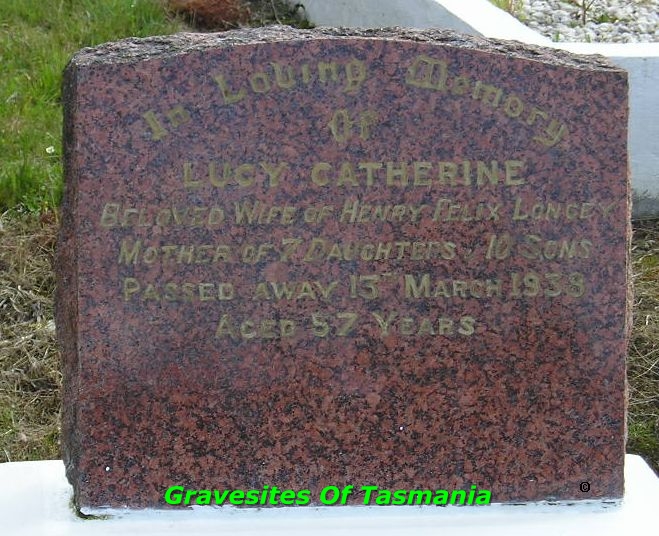 In Loving Memory
Of
LUCY CATHERINE
BELOVED WIFE OF HENRY FELIX LONGEY
MOTHER OF 7 DAUGHTERS, 10 SONS
PASSED AWAY 13TH MARCH 1938
AGED 57 YEARS
Gravesites Of Tasmania ©